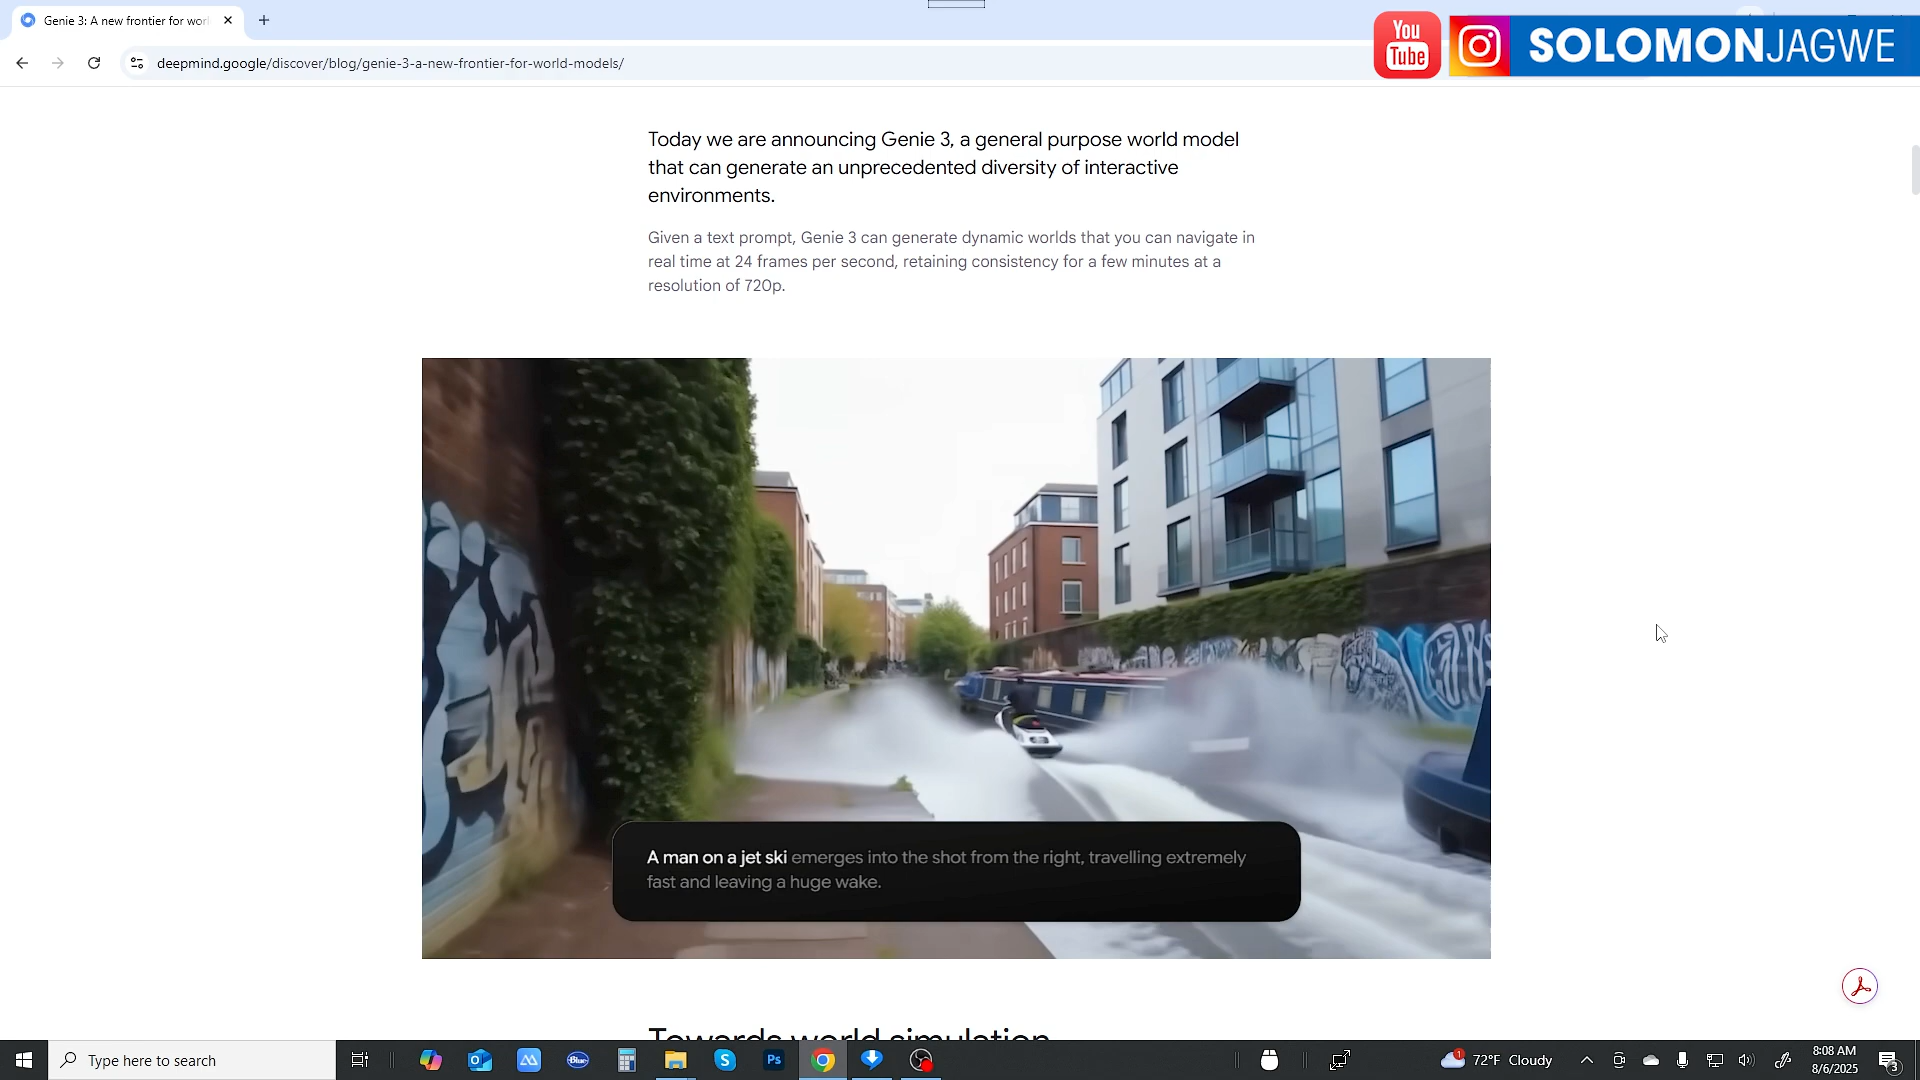 Genie 3: A new frontier for worl
You
Tube
SOLOMONJAGWE
deepmind.google/discover/blog/genie-3-a-new-frontier-for-world-models/
Today we are announcing Genie 3, a general purpose world model
that can generate an unprecedented diversity of interactive
environments.
Given a text prompt, Genie 3 can generate dynamic worlds that you can navigate in
real time at 24 frames per second, retaining consistency for a few minutes at a
resolution of 720p.
A man on a jet ski emerges into the shot from the right, travelling extremely
fast and leaving a huge wake.
Towards world simulation
Type here to search
Blue
S
Ps
1
72°F Cloudy
8:08 AM
8/6/2025
3